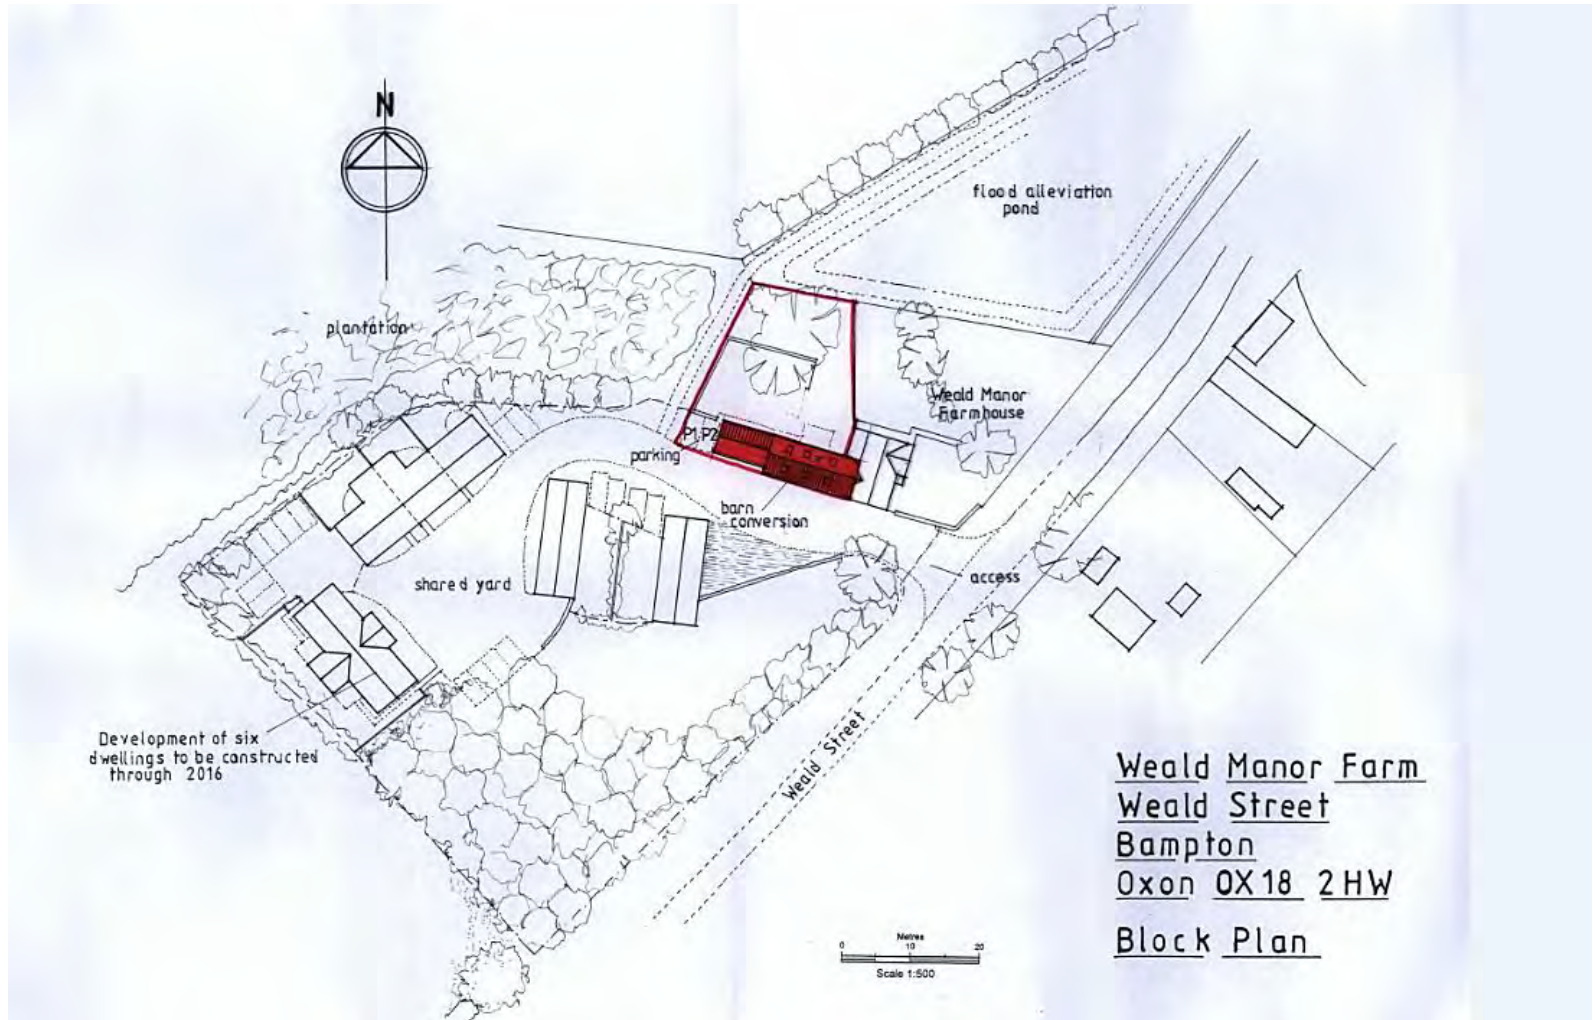 N
flood alleviation
pond
plantation
Weald Manor
Farmhouse
P1 P2
parking
barn
conversion
shared yard
access
Development of six
dwellings to be constructed
through 2016
Weald Street
Weald Manor Farm
Weald Street
Bampton
Oxon OX18 2HW
Block Plan
Metres
0 10 20
Scale 1:500